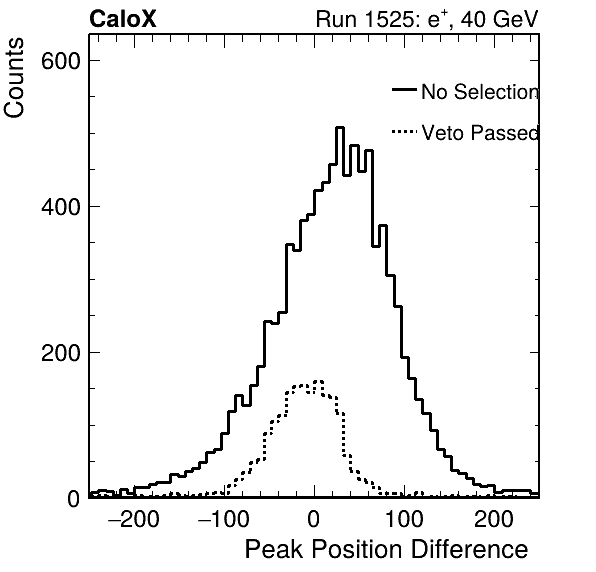 CaloX Run 1525: e⁺, 40 GeV
Counts
600
400
200
0
No Selection
Veto Passed
−200 −100 0 100 200
Peak Position Difference